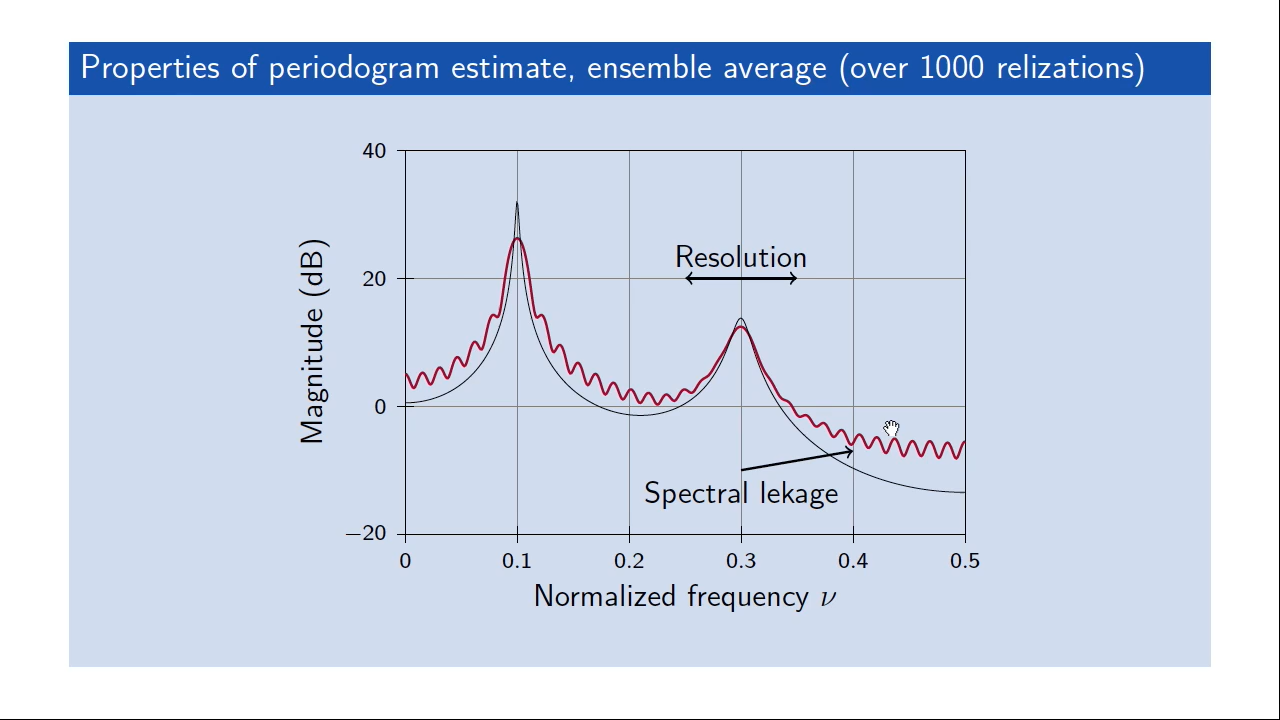 Properties of periodogram estimate, ensemble average (over 1000 relizations)
40
20
0
−20
Magnitude (dB)
Resolution
Spectral lekage
0 0.1 0.2 0.3 0.4 0.5
Normalized frequency ν